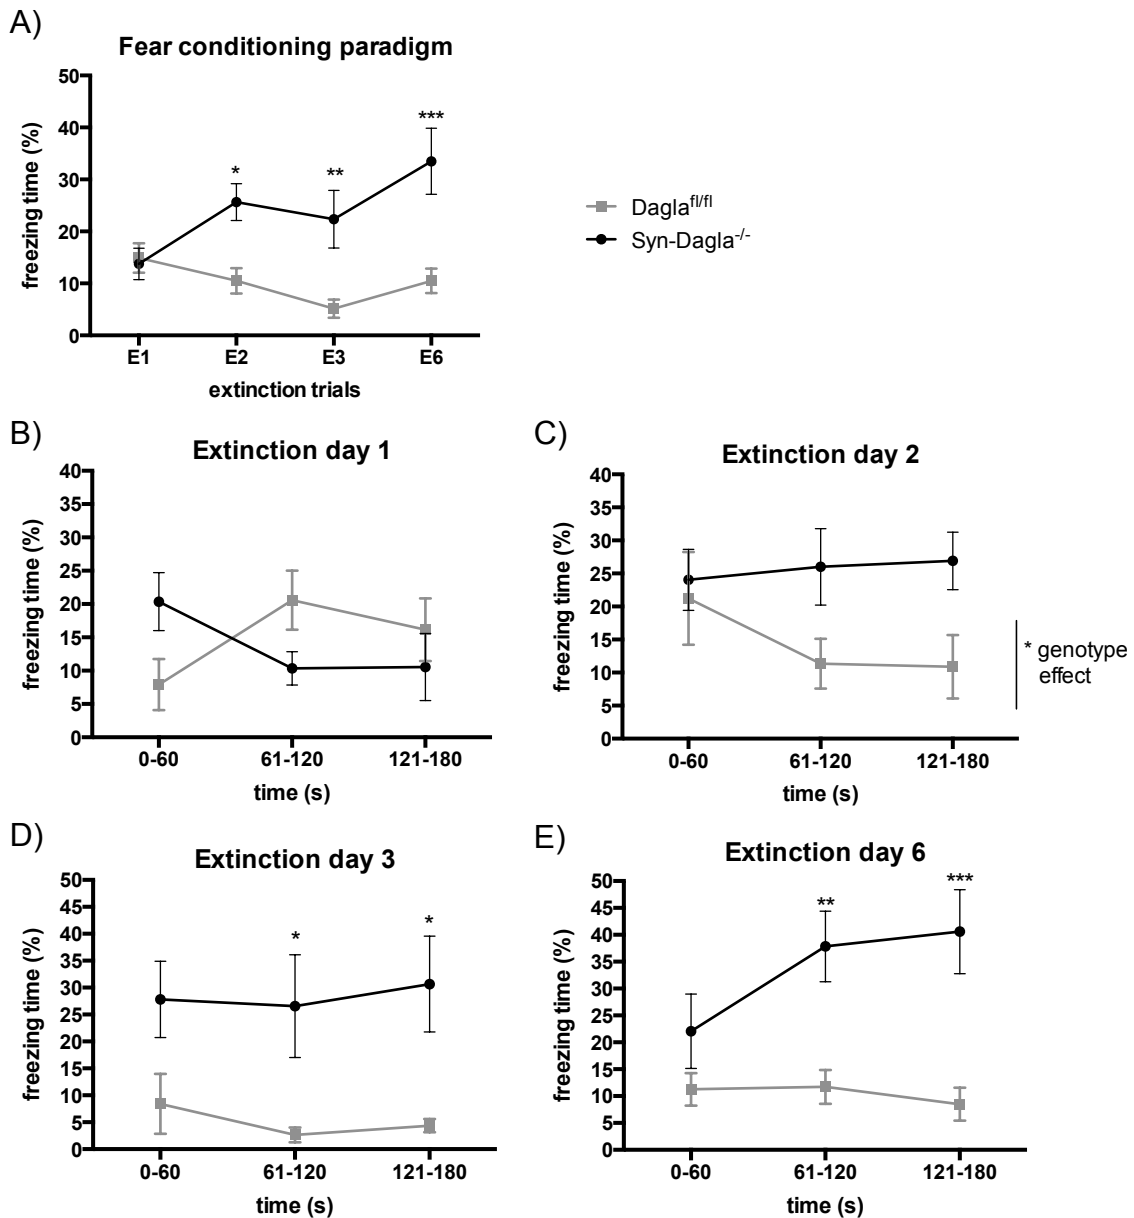 A)
Fear conditioning paradigm
50
40
30
20
10
0
freezing time (%)
*
**
***
E1 E2 E3 E6
extinction trials
Dagla^fl/fl
Syn-Dagla^-/-
B)
Extinction day 1
40
35
30
25
20
15
10
5
0
freezing time (%)
0-60 61-120 121-180
time (s)
C)
Extinction day 2
40
35
30
25
20
15
10
5
0
freezing time (%)
* genotype
effect
0-60 61-120 121-180
time (s)
D)
Extinction day 3
50
45
40
35
30
25
20
15
10
5
0
freezing time (%)
*
*
0-60 61-120 121-180
time (s)
E)
Extinction day 6
50
45
40
35
30
25
20
15
10
5
0
freezing time (%)
**
***
0-60 61-120 121-180
time (s)